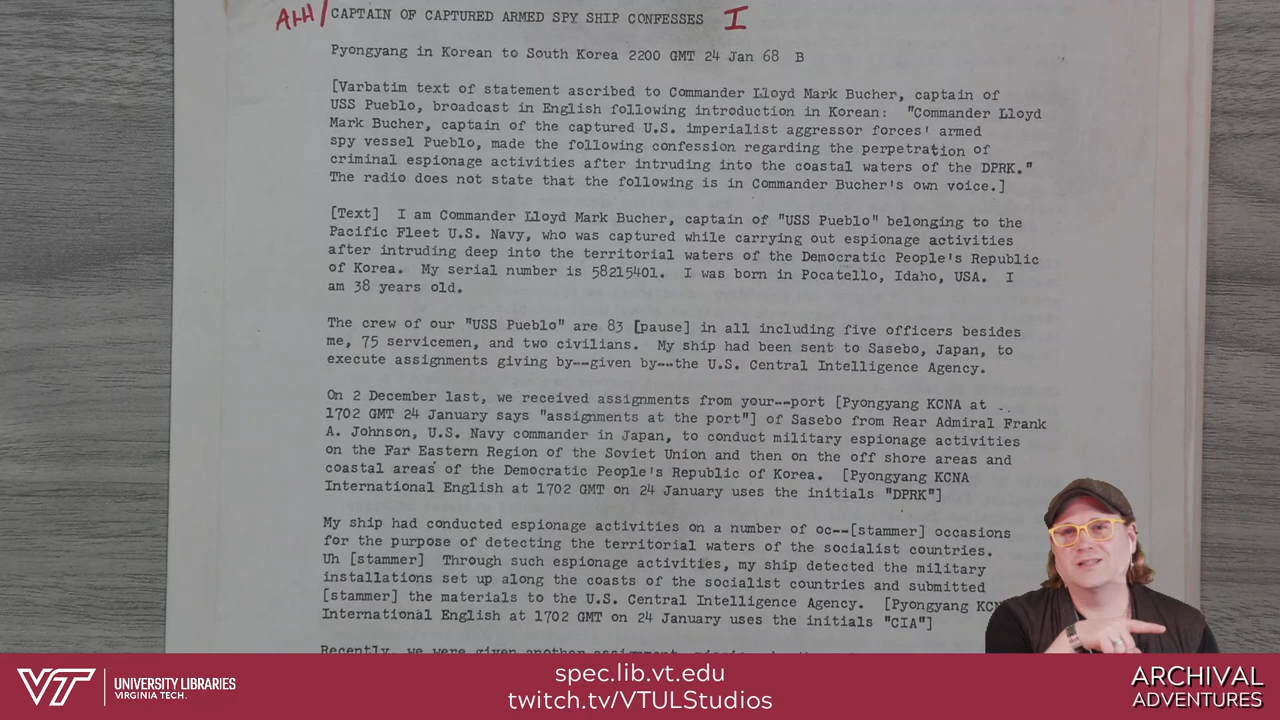 ALH/ CAPTAIN OF CAPTURED ARMED SPY SHIP CONFESSES I
Pyongyang in Korean to South Korea 2200 GMT 24 Jan 68 B
[Varbatim text of statement ascribed to Commander Lloyd Mark Bucher, captain of
USS Pueblo, broadcast in English following introduction in Korean: "Commander Lloyd
Mark Bucher, captain of the captured U.S. imperialist aggressor forces' armed
spy vessel Pueblo, made the following confession regarding the perpetration of
criminal espionage activities after intruding into the coastal waters of the DPRK."
The radio does not state that the following is in Commander Bucher's own voice.]
[Text] I am Commander Lloyd Mark Bucher, captain of "USS Pueblo" belonging to the
Pacific Fleet U.S. Navy, who was captured while carrying out espionage activities
after intruding deep into the territorial waters of the Democratic People's Republic
of Korea. My serial number is 58215401. I was born in Pocatello, Idaho, USA. I
am 38 years old.
The crew of our "USS Pueblo" are 83 [pause] in all including five officers besides
me, 75 servicemen, and two civilians. My ship had been sent to Sasebo, Japan, to
execute assignments giving by--given by--the U.S. Central Intelligence Agency.
On 2 December last, we received assignments from your--port [Pyongyang KCNA at
1702 GMT 24 January says "assignments at the port"] of Sasebo from Rear Admiral Frank
A. Johnson, U.S. Navy commander in Japan, to conduct military espionage activities
on the Far Eastern Region of the Soviet Union and then on the off shore areas and
coastal areas of the Democratic People's Republic of Korea. [Pyongyang KCNA
International English at 1702 GMT on 24 January uses the initials "DPRK"]
My ship had conducted espionage activities on a number of oc--[stammer] occasions
for the purpose of detecting the territorial waters of the socialist countries.
Uh [stammer] Through such espionage activities, my ship detected the military
installations set up along the coasts of the socialist countries and submitted
[stammer] the materials to the U.S. Central Intelligence Agency. [Pyongyang
International English at 1702 GMT on 24 January uses the initials "CIA"]
Recently, we were given another
VT UNIVERSITY LIBRARIES
VIRGINIA TECH.
spec.lib.vt.edu
twitch.tv/VTULStudios
ARCHIVAL
ADVENTURES